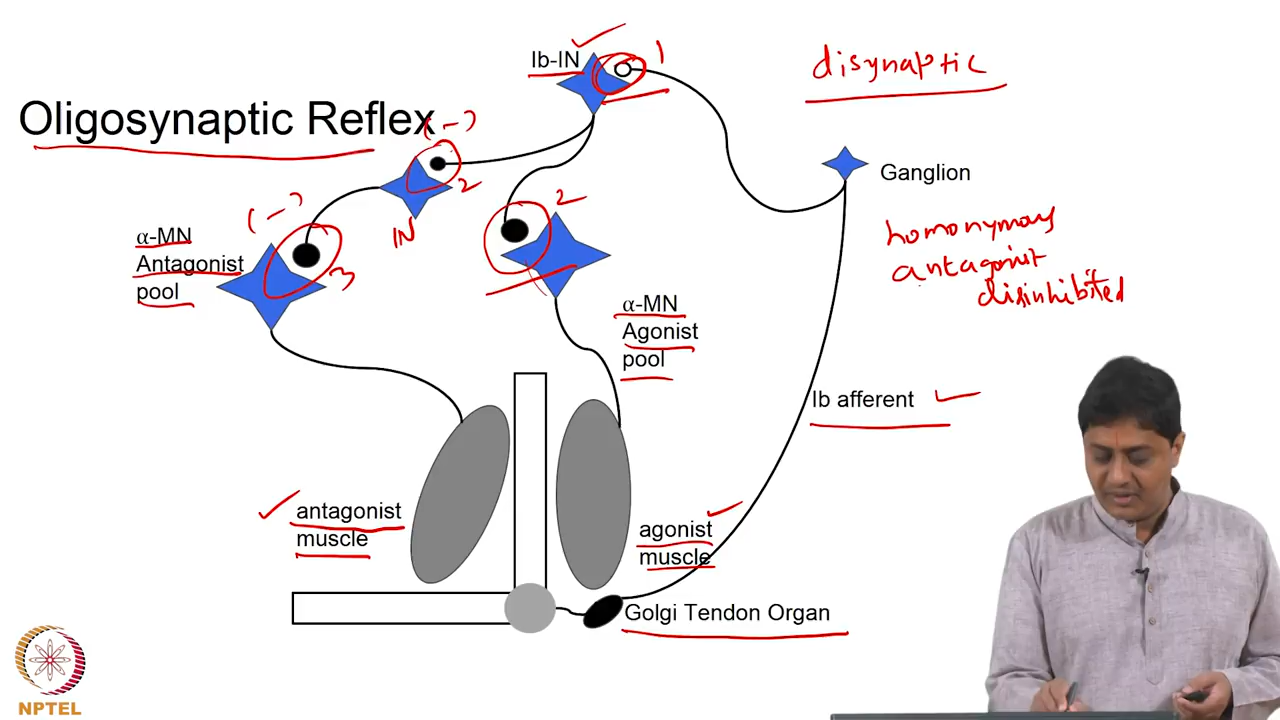 Ib-IN
1
disynaptic
Oligosynaptic Reflex
(-)
2
IN
2
Ganglion
(-)
α-MN
Antagonist
pool
3
homonymous
antagonist
disinhibited
α-MN
Agonist
pool
Ib afferent
antagonist
muscle
agonist
muscle
Golgi Tendon Organ
NPTEL